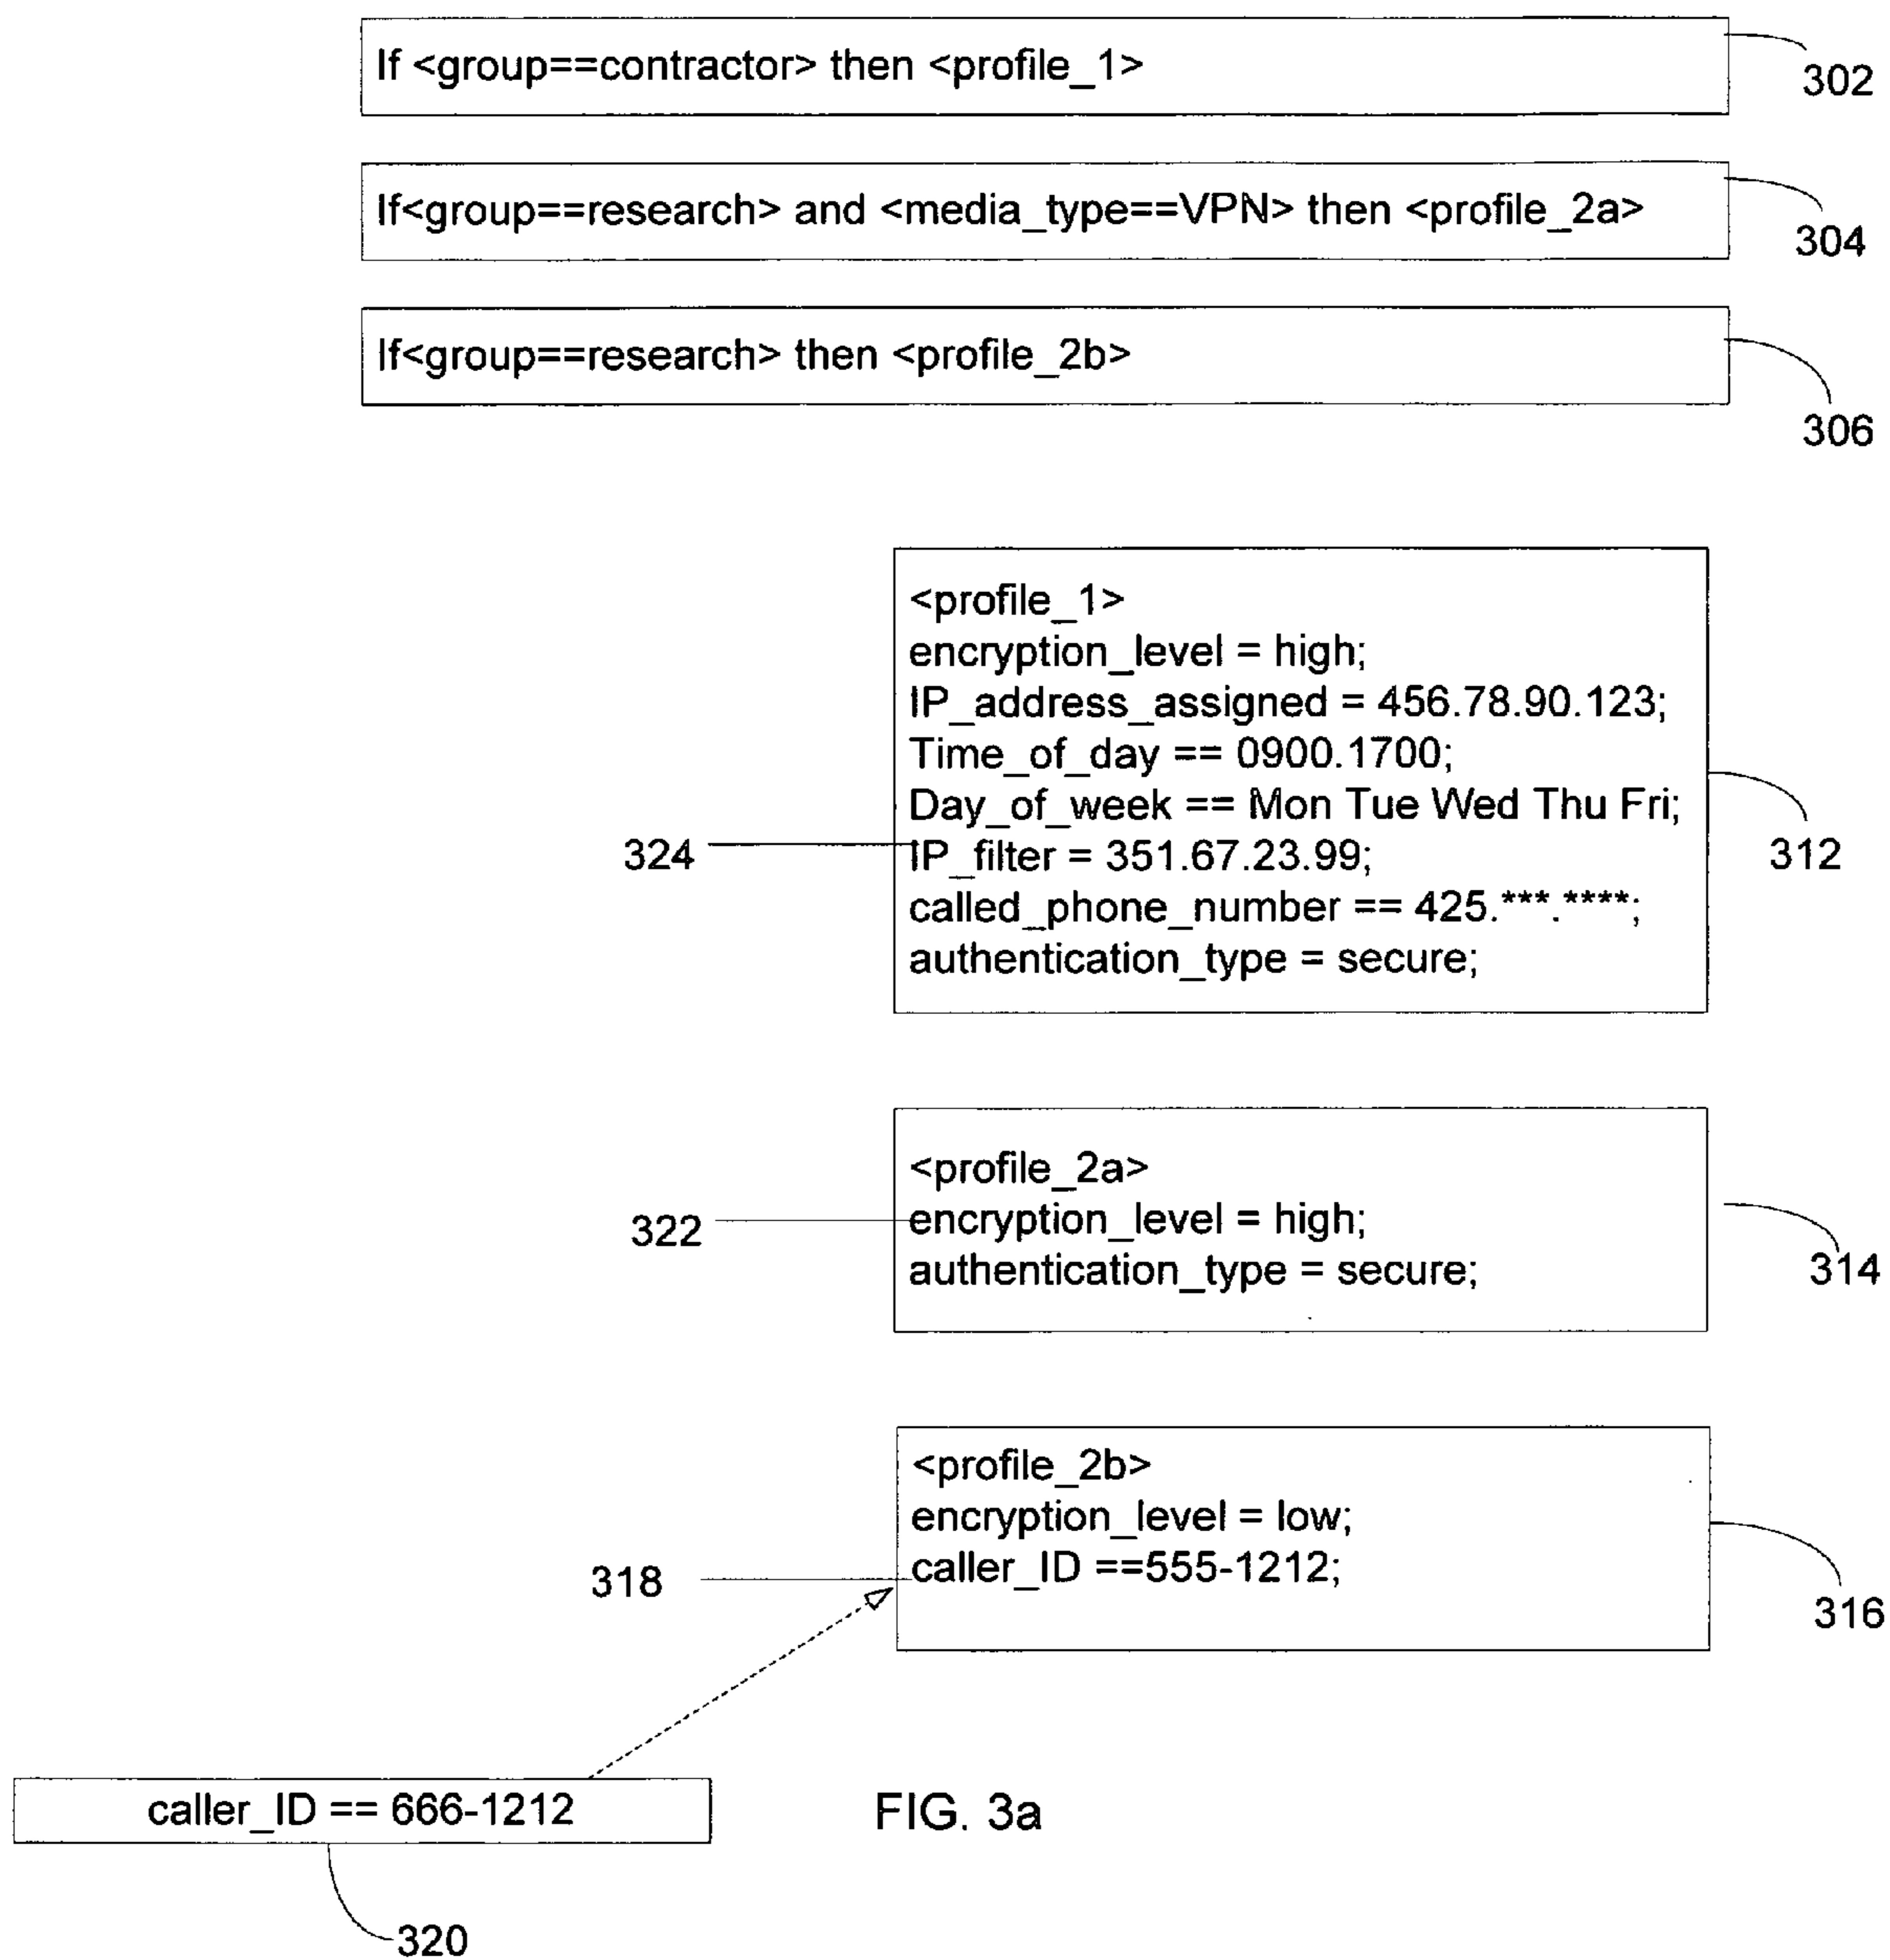 If <group==contractor> then <profile_1>
302
If<group==research> and <media_type==VPN> then <profile_2a>
304
If<group==research> then <profile_2b>
306
<profile_1>
encryption_level = high;
IP_address_assigned = 456.78.90.123;
Time_of_day == 0900.1700;
Day_of_week == Mon Tue Wed Thu Fri;
324
IP_filter = 351.67.23.99;
312
called_phone_number == 425.***.****;
authentication_type = secure;
<profile_2a>
322
encryption_level = high;
authentication_type = secure;
314
<profile_2b>
encryption_level = low;
318
caller_ID ==555-1212;
316
caller_ID == 666-1212
FIG. 3a
320